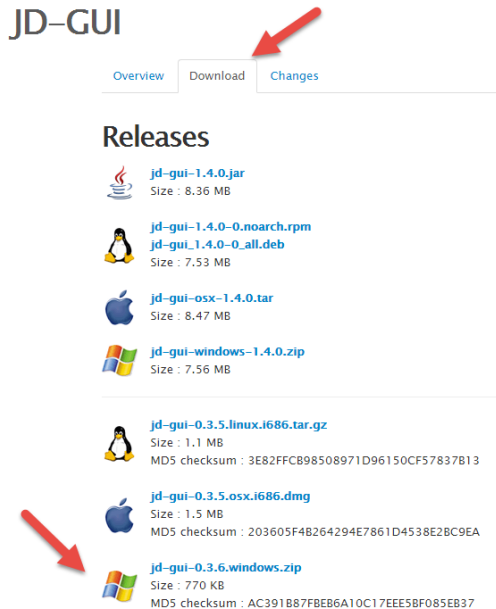 JD-GUI
Overview
Download
Changes
Releases
jd-gui-1.4.0.jar
Size : 8.36 MB
jd-gui-1.4.0-0.noarch.rpm
jd-gui_1.4.0-0_all.deb
Size : 7.53 MB
jd-gui-osx-1.4.0.tar
Size : 8.47 MB
jd-gui-windows-1.4.0.zip
Size : 7.56 MB
jd-gui-0.3.5.linux.i686.tar.gz
Size : 1.1 MB
MD5 checksum : 3E82FFCB98508971D96150CF57837B13
jd-gui-0.3.5.osx.i686.dmg
Size : 1.5 MB
MD5 checksum : 203605F4B264294E7861D4538E2BC9EA
jd-gui-0.3.6.windows.zip
Size : 770 KB
MD5 checksum : AC391B87FBEB6A10C17EEE5BF085EB37